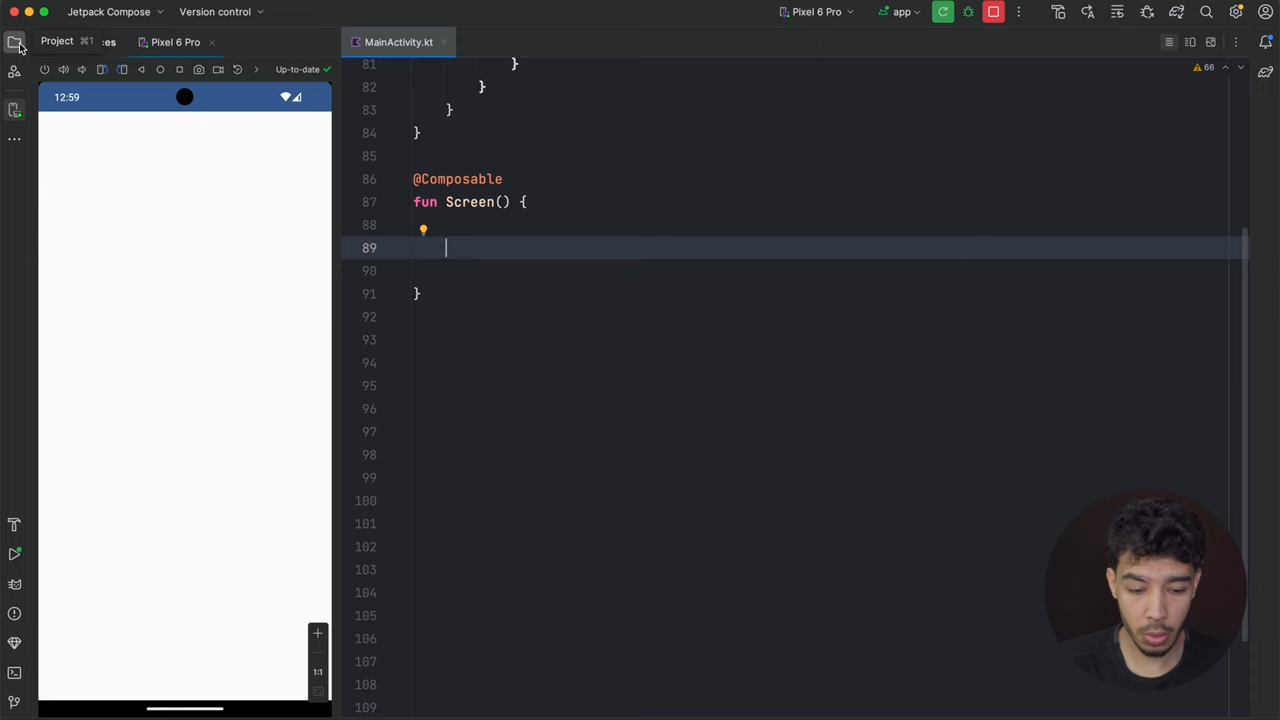 Jetpack Compose
Version control
Pixel 6 Pro
app
Project ⌘1
ces
Pixel 6 Pro
MainActivity.kt
Up-to-date
66
12:59
81 }
82 }
83 }
84 }
85
86 @Composable
87 fun Screen() {
88
89
90
91 }
92
93
94
95
96
97
98
99
100
101
102
103
104
105
106
107
108
109
1:1